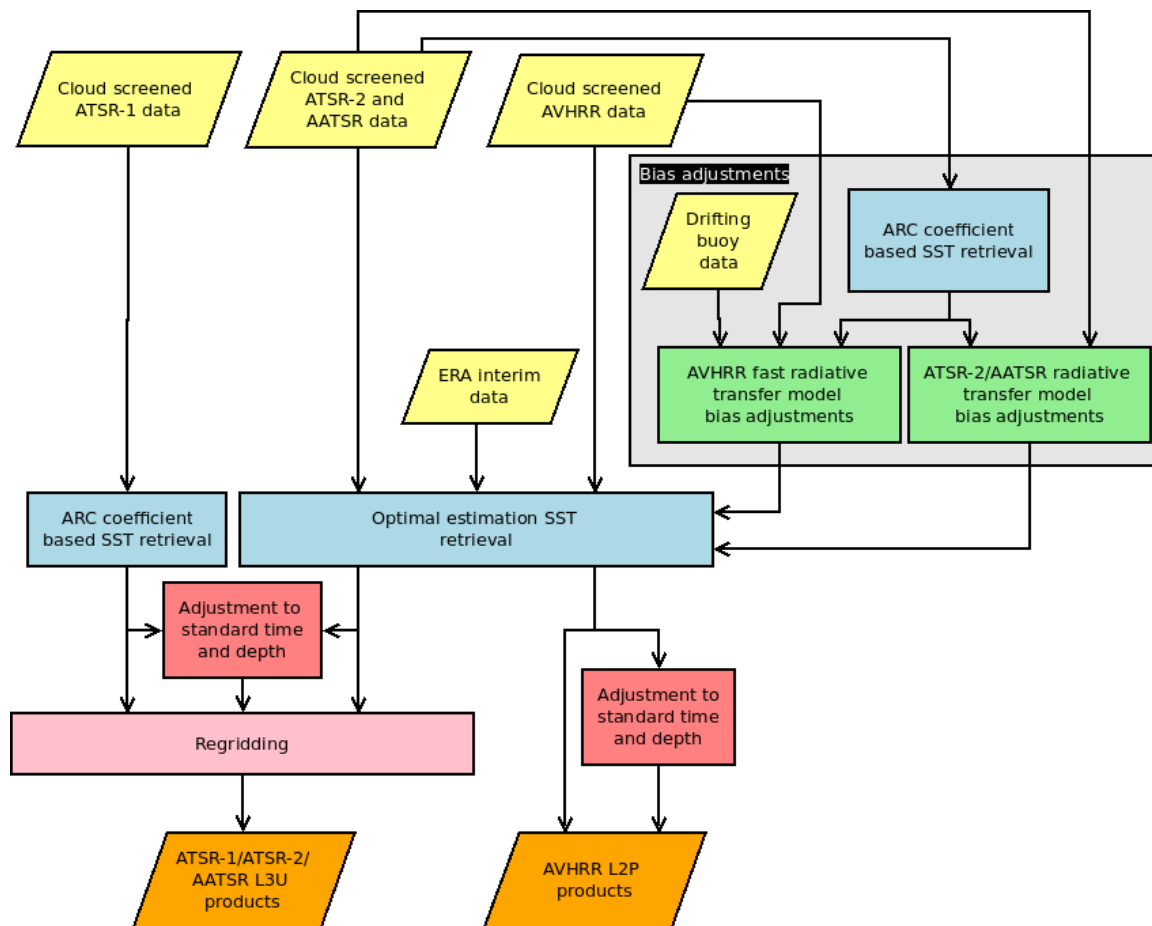 Cloud screened
ATSR-1 data
Cloud screened
ATSR-2 and
AATSR data
Cloud screened
AVHRR data
Bias adjustments
Drifting
buoy
data
ARC coefficient
based SST retrieval
ERA interim
data
AVHRR fast radiative
transfer model
bias adjustments
ATSR-2/AATSR radiative
transfer model
bias adjustments
ARC coefficient
based SST retrieval
Optimal estimation SST
retrieval
Adjustment to
standard time
and depth
Adjustment to
standard time
and depth
Regridding
ATSR-1/ATSR-2/
AATSR L3U
products
AVHRR L2P
products